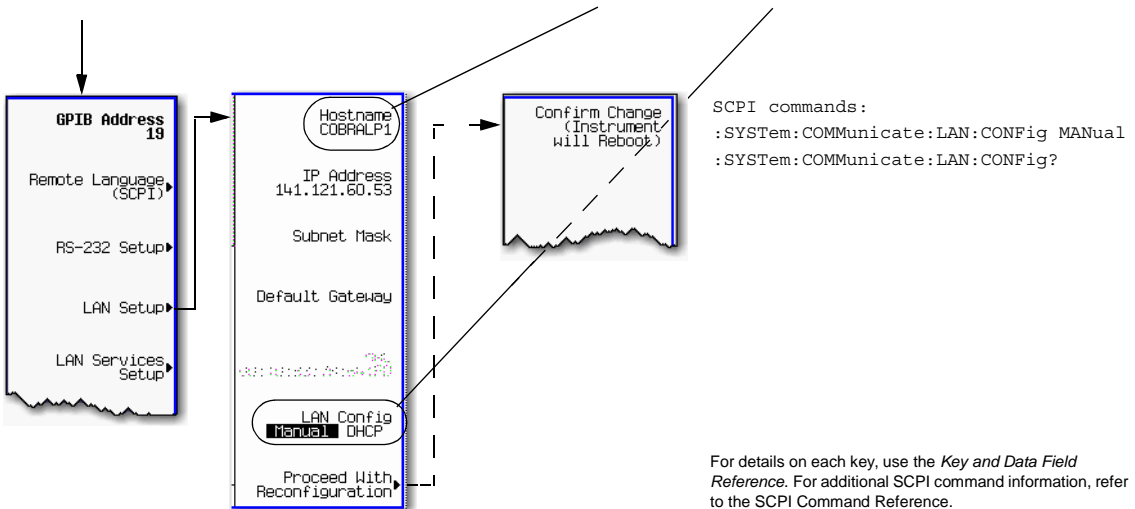 GPIB Address
19
Remote Language
(SCPI)
RS-232 Setup
LAN Setup
LAN Services
Setup
Hostname
COBRALP1
IP Address
141.121.60.53
Subnet Mask
Default Gateway
LAN Config
Manual DHCP
Proceed With
Reconfiguration
Confirm Change
(Instrument
will Reboot)
SCPI commands:
:SYSTem:COMMunicate:LAN:CONFig MANual
:SYSTem:COMMunicate:LAN:CONFig?
For details on each key, use the Key and Data Field
Reference. For additional SCPI command information, refer
to the SCPI Command Reference.